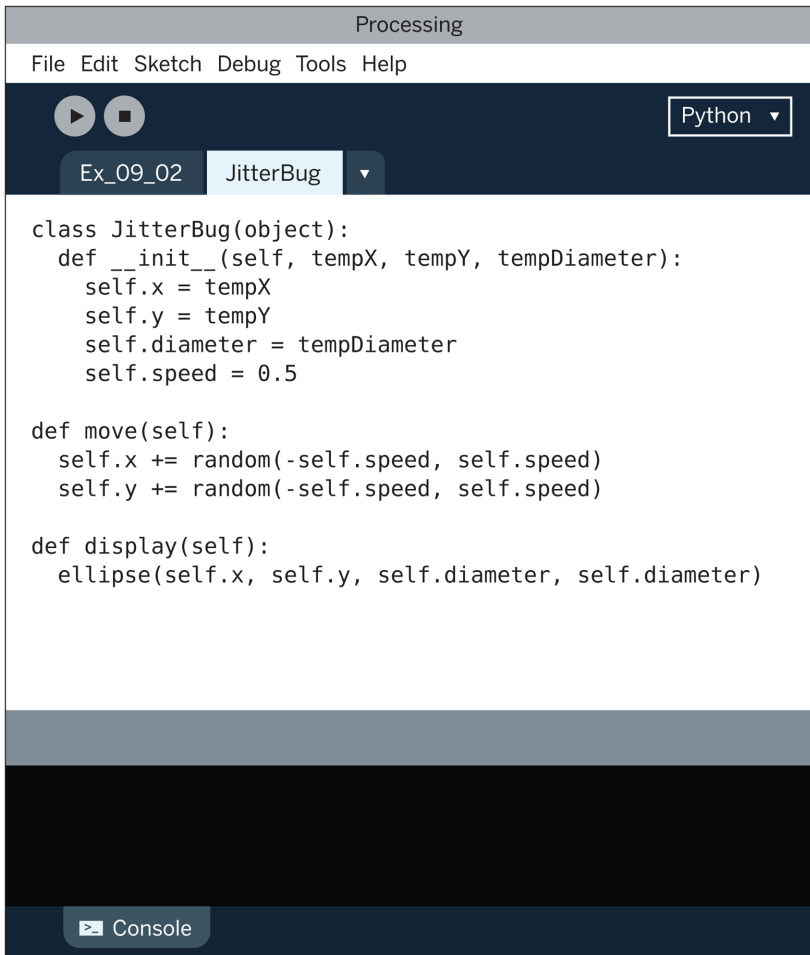 Processing
File Edit Sketch Debug Tools Help
Python
Ex_09_02 JitterBug
class JitterBug(object):
  def __init__(self, tempX, tempY, tempDiameter):
    self.x = tempX
    self.y = tempY
    self.diameter = tempDiameter
    self.speed = 0.5

def move(self):
  self.x += random(-self.speed, self.speed)
  self.y += random(-self.speed, self.speed)

def display(self):
  ellipse(self.x, self.y, self.diameter, self.diameter)
>_ Console